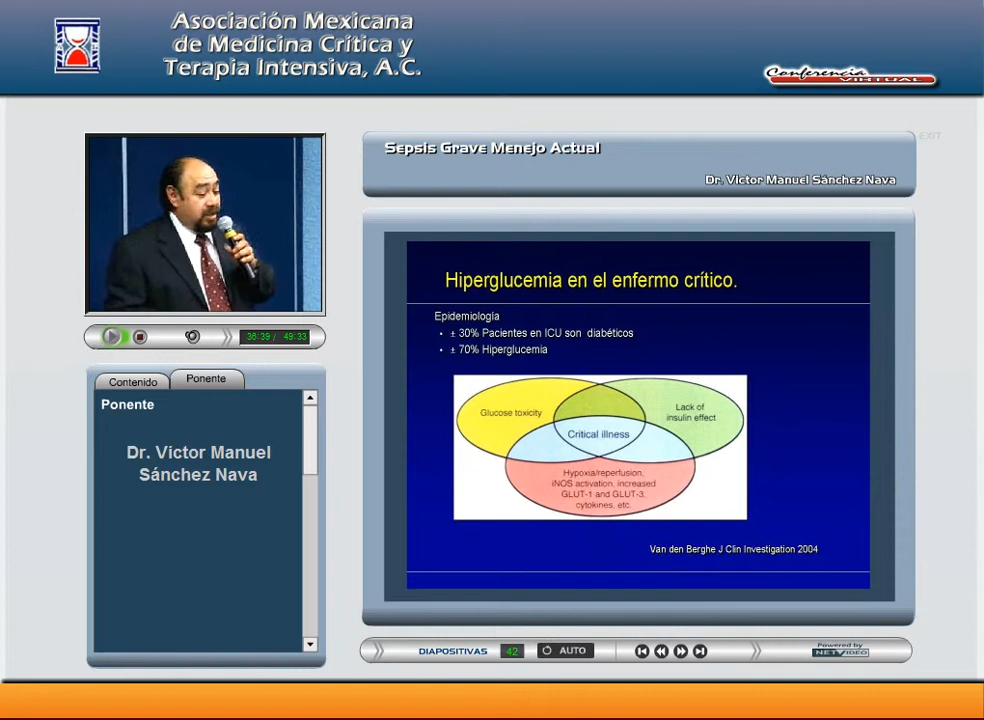 Asociación Mexicana
de Medicina Crítica y
Terapia Intensiva, A.C.
Conferencia
VIRTUAL
EXIT
Sepsis Grave Menejo Actual
Dr. Víctor Manuel Sánchez Nava
36:39 / 49:33
Contenido
Ponente
Ponente
Dr. Víctor Manuel
Sánchez Nava
Hiperglucemia en el enfermo crítico.
Epidemiología
• ± 30% Pacientes en ICU son diabéticos
• ± 70% Hiperglucemia
Glucose toxicity
Lack of
insulin effect
Critical illness
Hypoxia/reperfusion,
iNOS activation, increased
GLUT-1 and GLUT-3,
cytokines, etc.
Van den Berghe J Clin Investigation 2004
DIAPOSITIVAS 42 AUTO
Powered by
NETVIDEO